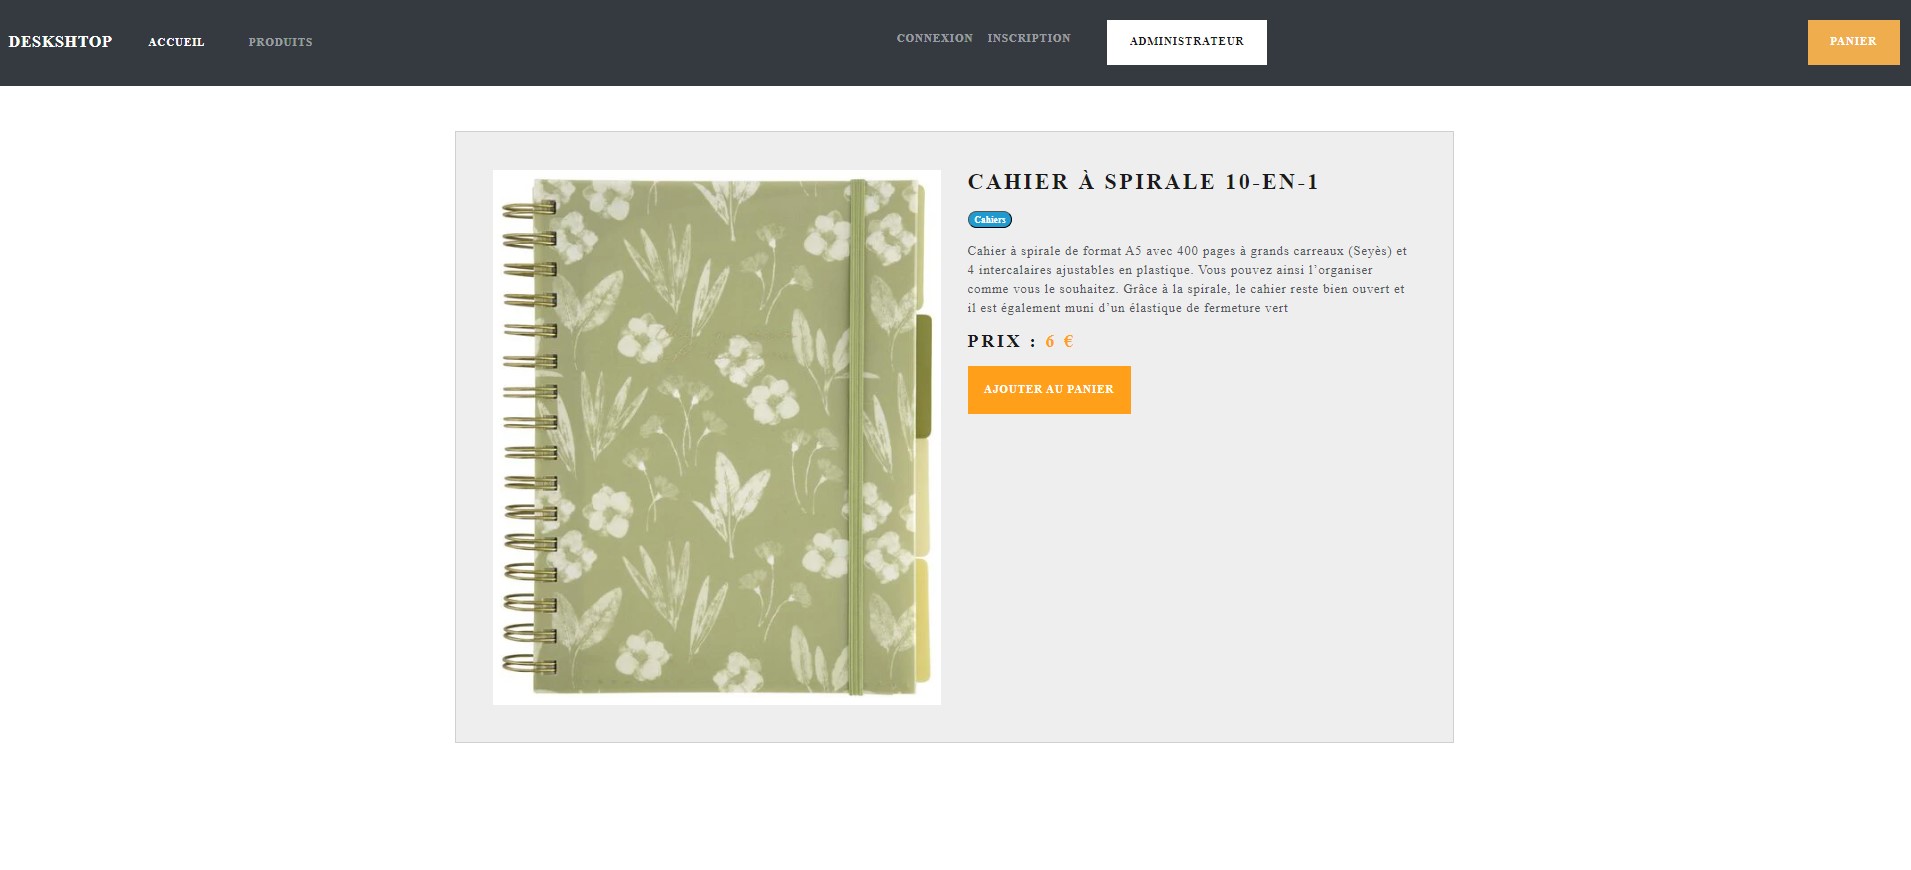 DESKSHTOP ACCUEIL PRODUITS CONNEXION INSCRIPTION ADMINISTRATEUR PANIER
CAHIER À SPIRALE 10-EN-1
Cahiers
Cahier à spirale de format A5 avec 400 pages à grands carreaux (Seyès) et
4 intercalaires ajustables en plastique. Vous pouvez ainsi l’organiser
comme vous le souhaitez. Grâce à la spirale, le cahier reste bien ouvert et
il est également muni d’un élastique de fermeture vert
PRIX : 6 €
AJOUTER AU PANIER